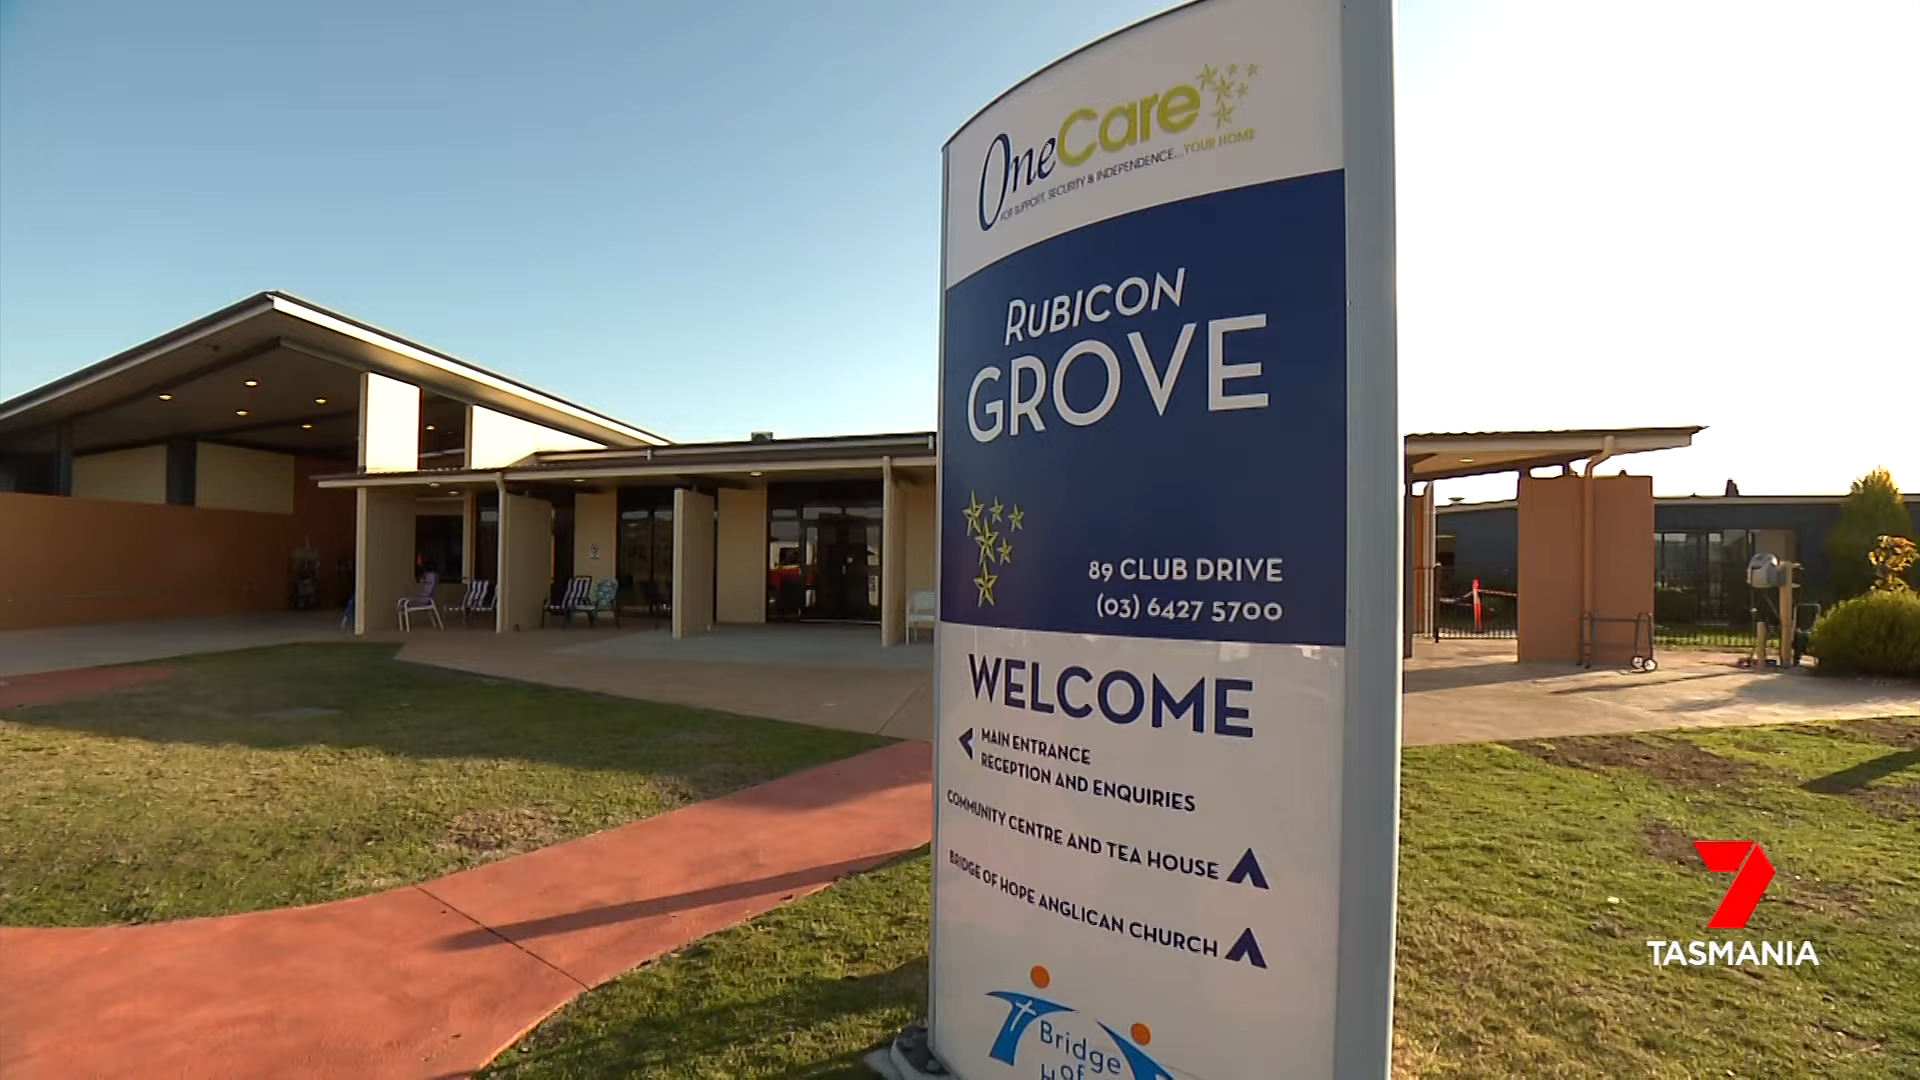 OneCare
FOR SUPPORT, SECURITY & INDEPENDENCE...YOUR HOME
RUBICON
GROVE
89 CLUB DRIVE
(03) 6427 5700
WELCOME
MAIN ENTRANCE
RECEPTION AND ENQUIRIES
COMMUNITY CENTRE AND TEA HOUSE
BRIDGE OF HOPE ANGLICAN CHURCH
Bridge
of
7
TASMANIA